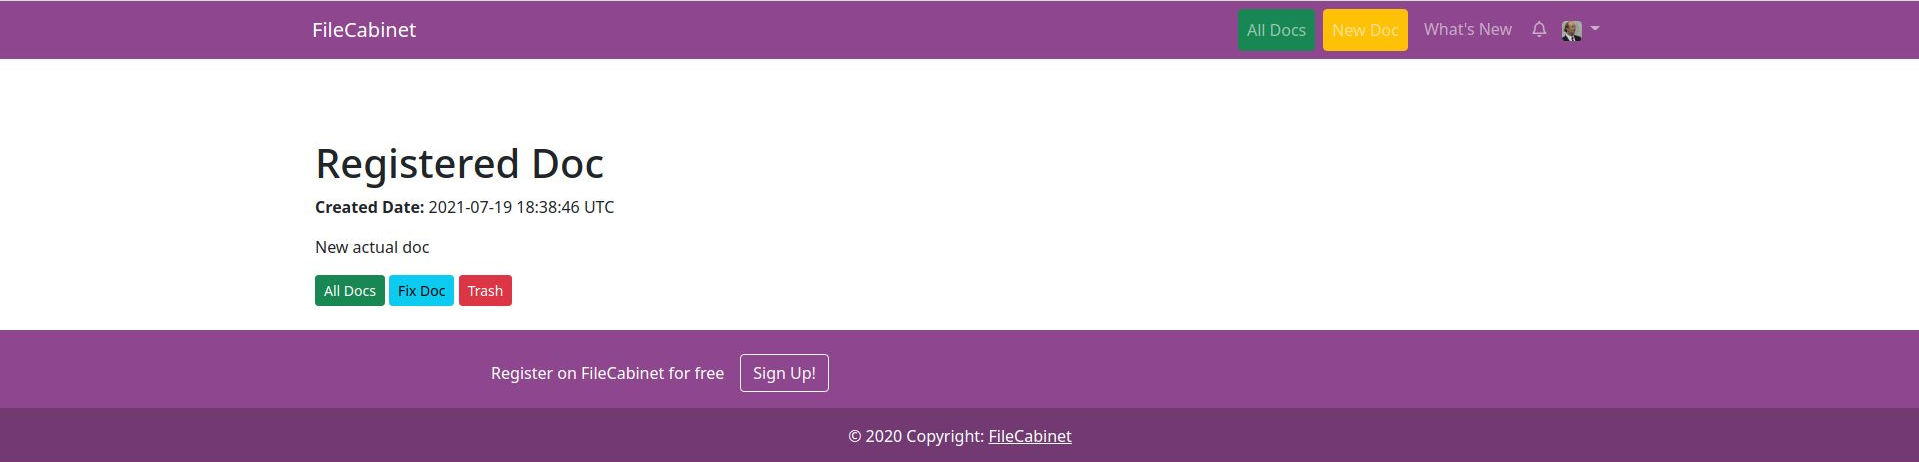 FileCabinet
All Docs
New Doc
What's New
Registered Doc
Created Date: 2021-07-19 18:38:46 UTC
New actual doc
All Docs
Fix Doc
Trash
Register on FileCabinet for free
Sign Up!
© 2020 Copyright: FileCabinet